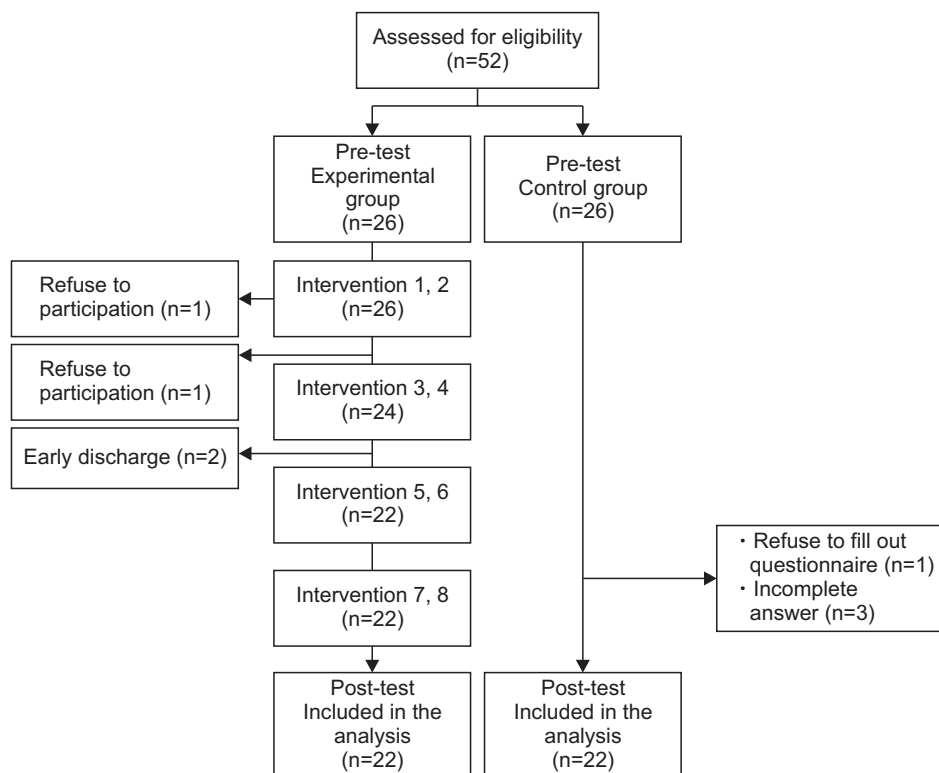 Assessed for eligibility
(n=52)
Pre-test
Experimental
group
(n=26)
Pre-test
Control group
(n=26)
Refuse to
participation (n=1)
Intervention 1, 2
(n=26)
Refuse to
participation (n=1)
Intervention 3, 4
(n=24)
Early discharge (n=2)
Intervention 5, 6
(n=22)
・Refuse to fill out
questionnaire (n=1)
・Incomplete
answer (n=3)
Intervention 7, 8
(n=22)
Post-test
Included in the
analysis
(n=22)
Post-test
Included in the
analysis
(n=22)